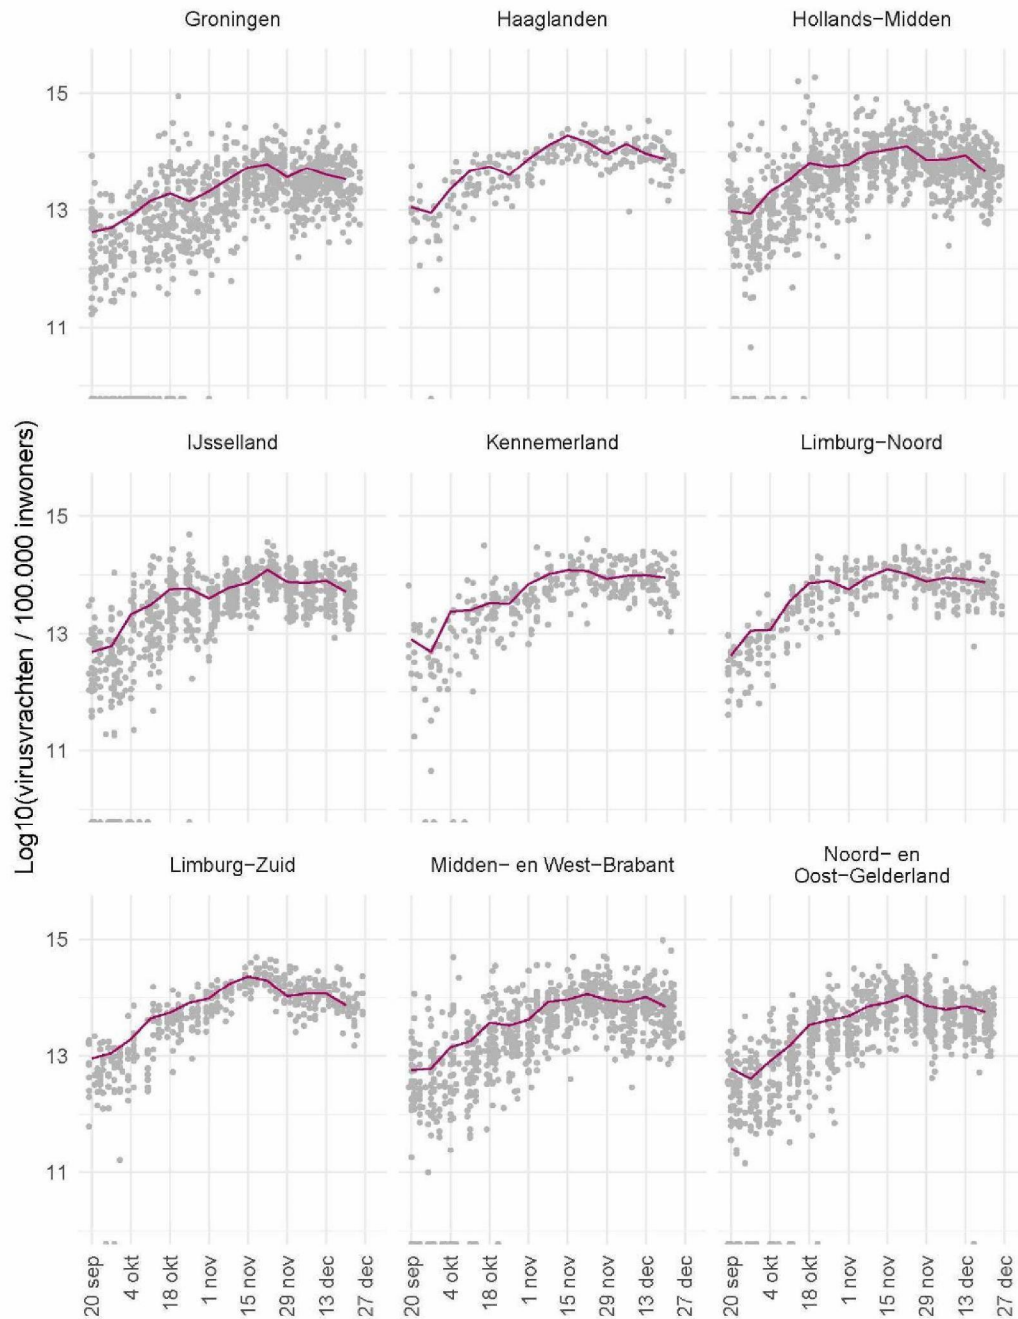 Groningen
Haaglanden
Hollands−Midden
15
13
11
IJsselland
Kennemerland
Limburg−Noord
Log10(virusvrachten / 100.000 inwoners)
15
13
11
Limburg−Zuid
Midden− en West−Brabant
Noord− en
Oost−Gelderland
15
13
11
20 sep
4 okt
18 okt
1 nov
15 nov
29 nov
13 dec
27 dec
20 sep
4 okt
18 okt
1 nov
15 nov
29 nov
13 dec
27 dec
20 sep
4 okt
18 okt
1 nov
15 nov
29 nov
13 dec
27 dec